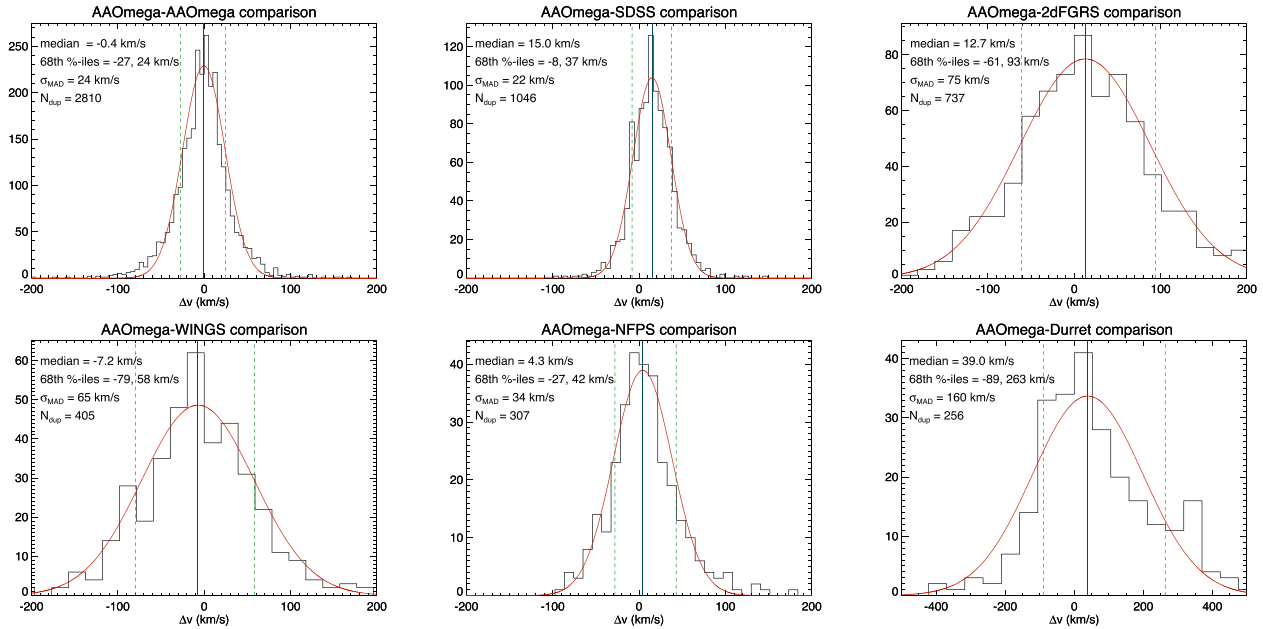 AAOmega-AAOmega comparison
median = -0.4 km/s
68th %-iles = -27, 24 km/s
σMAD = 24 km/s
Ndup = 2810
250
200
150
100
50
0
-200 -100 0 100 200
Δv (km/s)
AAOmega-SDSS comparison
median = 15.0 km/s
68th %-iles = -8, 37 km/s
σMAD = 22 km/s
Ndup = 1046
120
100
80
60
40
20
0
-200 -100 0 100 200
Δv (km/s)
AAOmega-2dFGRS comparison
median = 12.7 km/s
68th %-iles = -61, 93 km/s
σMAD = 75 km/s
Ndup = 737
80
60
40
20
0
-200 -100 0 100 200
Δv (km/s)
AAOmega-WINGS comparison
median = -7.2 km/s
68th %-iles = -79, 58 km/s
σMAD = 65 km/s
Ndup = 405
60
50
40
30
20
10
0
-200 -100 0 100 200
Δv (km/s)
AAOmega-NFPS comparison
median = 4.3 km/s
68th %-iles = -27, 42 km/s
σMAD = 34 km/s
Ndup = 307
40
30
20
10
0
-200 -100 0 100 200
Δv (km/s)
AAOmega-Durret comparison
median = 39.0 km/s
68th %-iles = -89, 263 km/s
σMAD = 160 km/s
Ndup = 256
40
30
20
10
0
-400 -200 0 200 400
Δv (km/s)